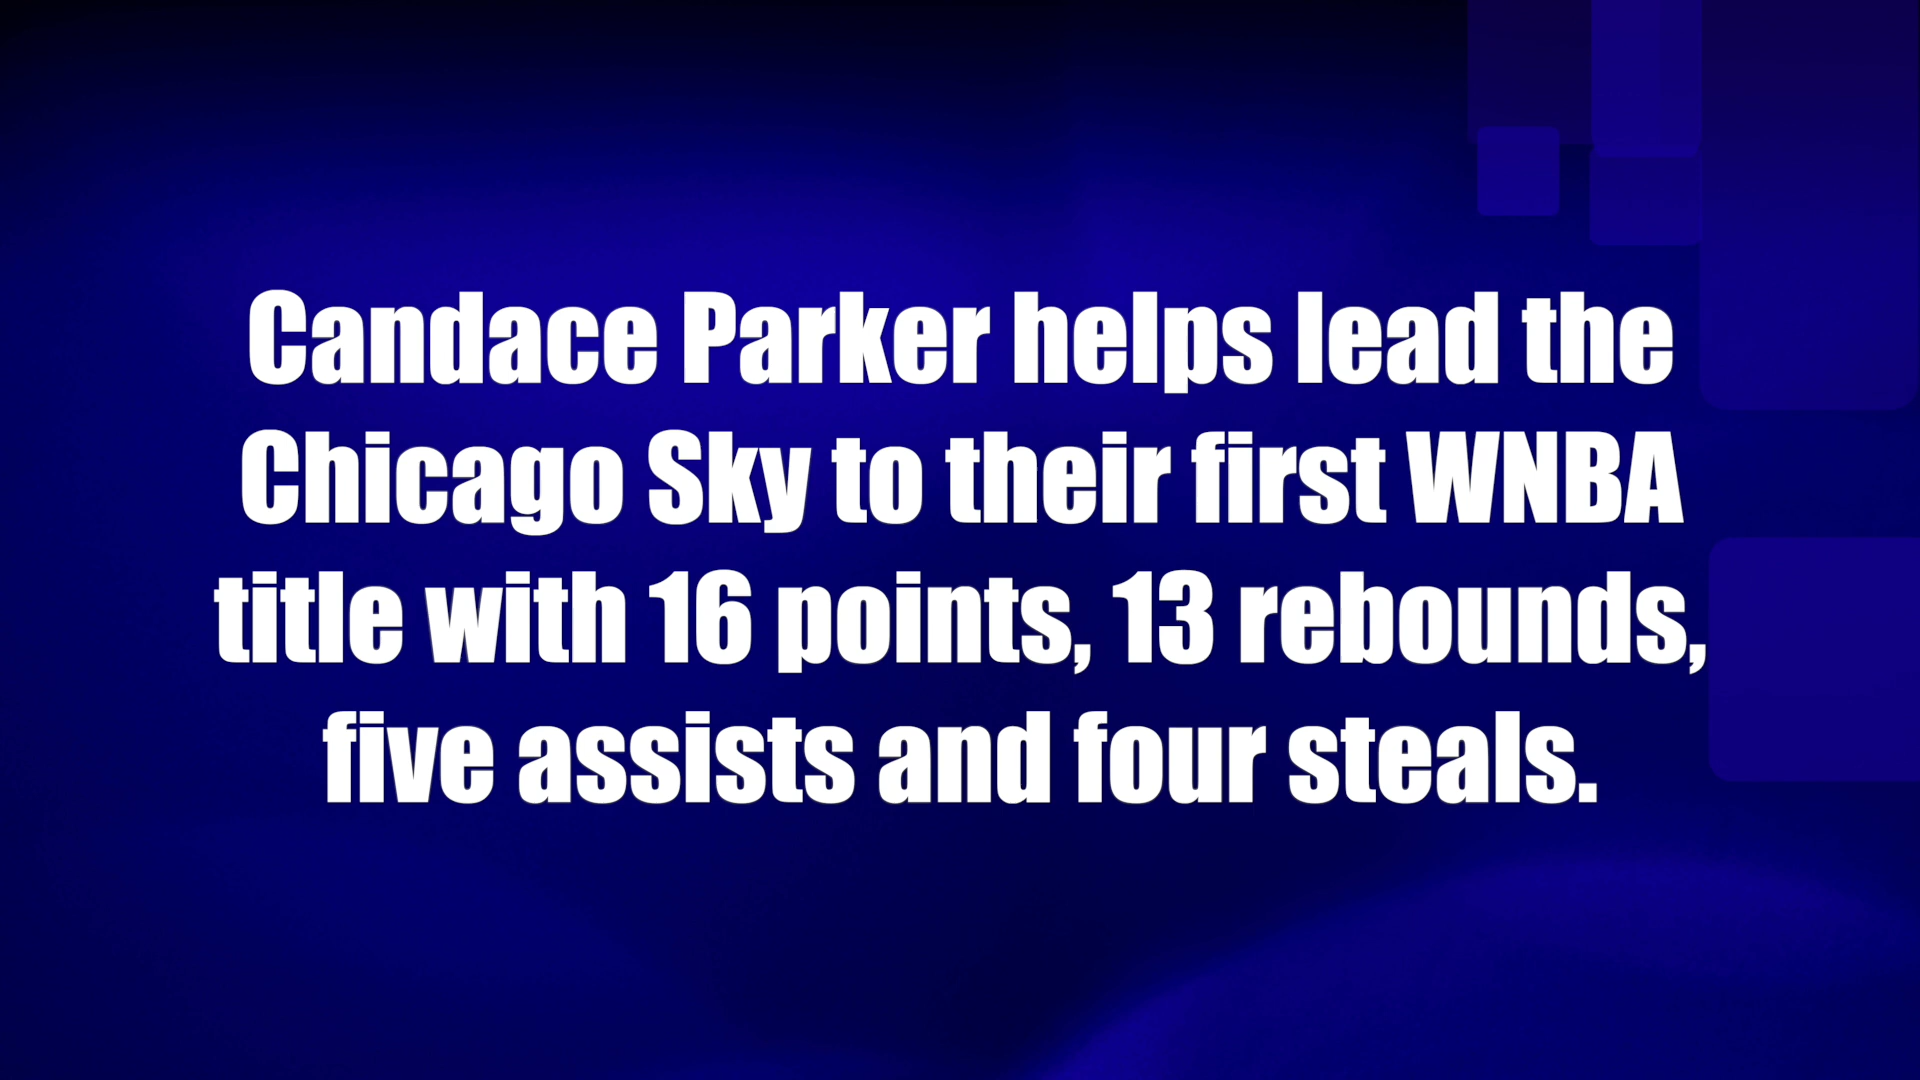 Candace Parker helps lead the
Chicago Sky to their first WNBA
title with 16 points, 13 rebounds,
five assists and four steals.